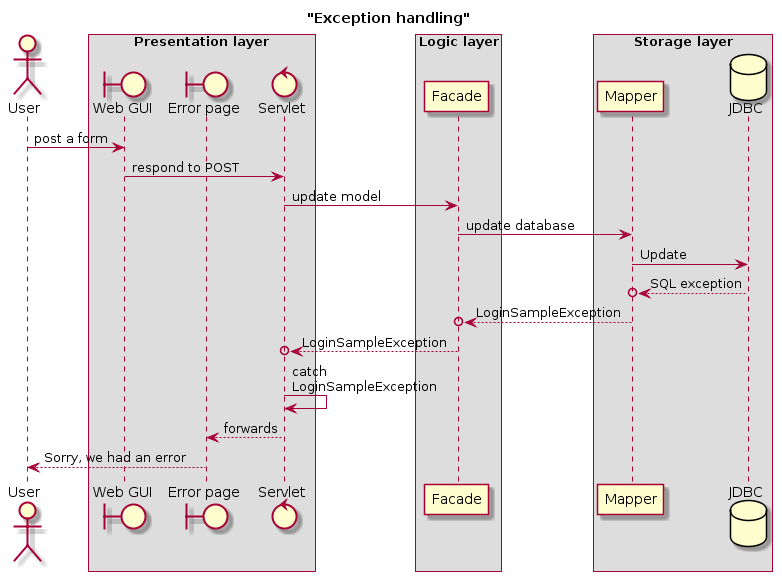 "Exception handling"
Presentation layer
Logic layer
Storage layer
User
Web GUI
Error page
Servlet
Facade
Mapper
JDBC
post a form
respond to POST
update model
update database
Update
SQL exception
LoginSampleException
LoginSampleException
catch
LoginSampleException
forwards
Sorry, we had an error
User
Web GUI
Error page
Servlet
Facade
Mapper
JDBC